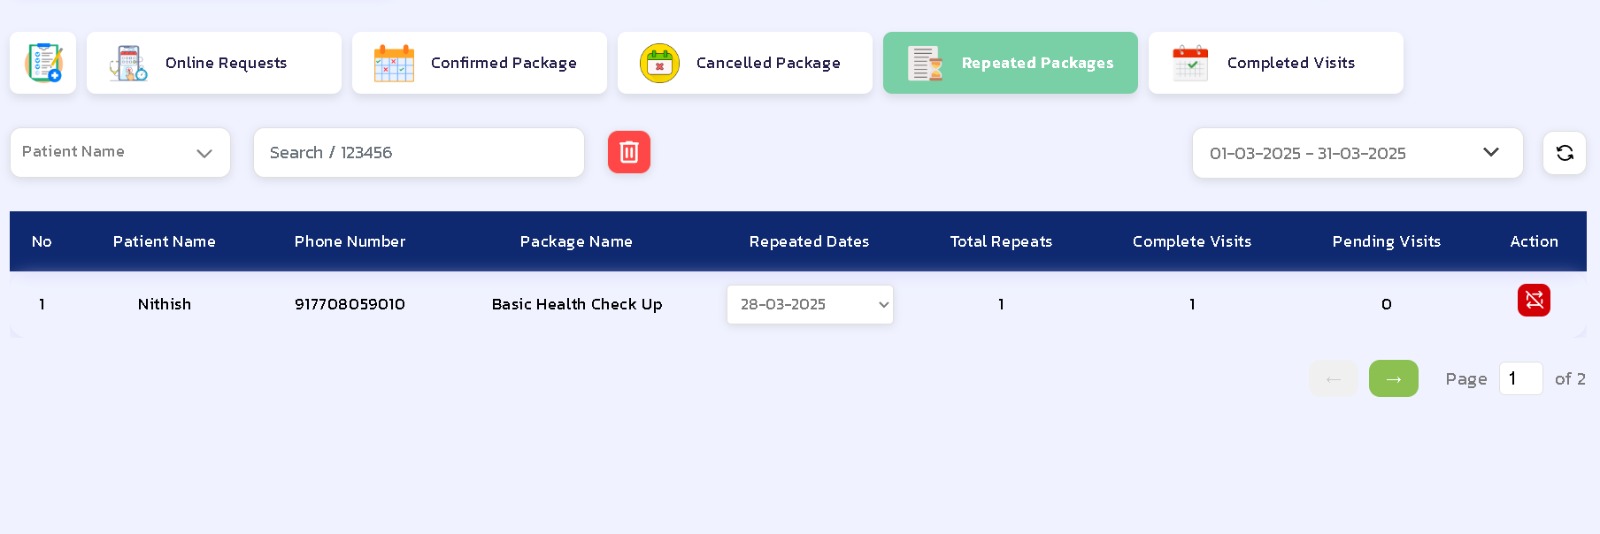 Online Requests Confirmed Package Cancelled Package Repeated Packages Completed Visits
Patient Name Search / 123456 01-03-2025 - 31-03-2025
No Patient Name Phone Number Package Name Repeated Dates Total Repeats Complete Visits Pending Visits Action
1 Nithish 917708059010 Basic Health Check Up 28-03-2025 1 1 0
← → Page 1 of 2